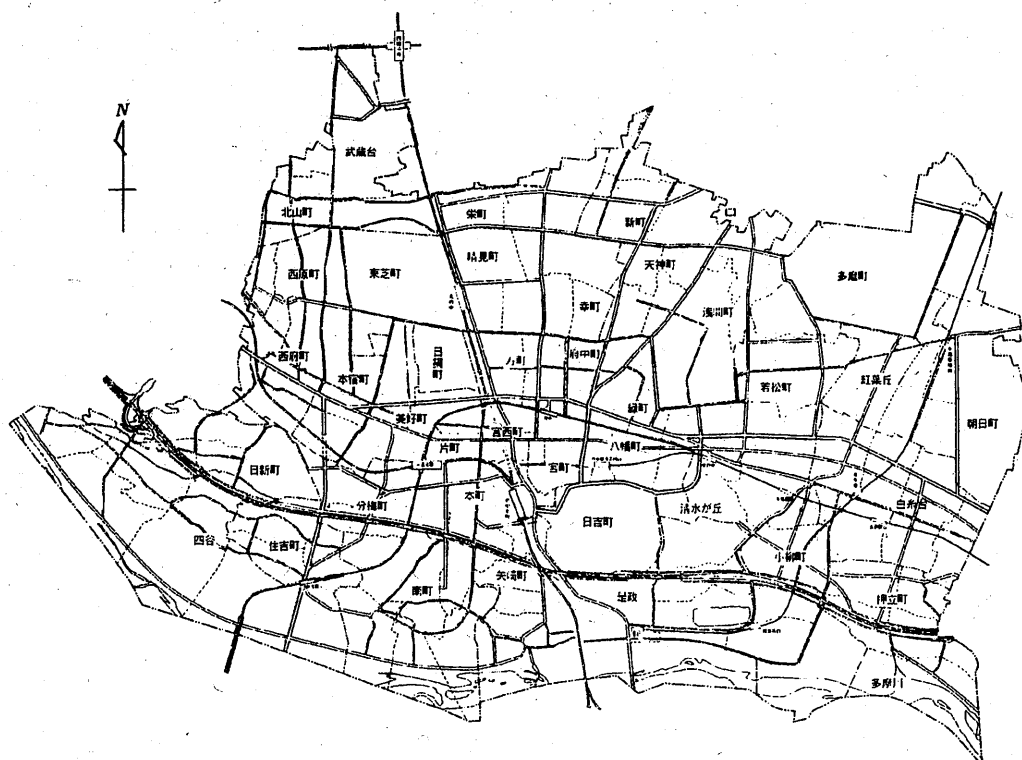 N
武蔵台
北山町
栄町
新町
西原町
東芝町
晴見町
天神町
多磨町
幸町
浅間町
西府町
本宿町
日鋼町
府中町
若松町
紅葉丘
美好町
緑町
朝日町
宮西町
片町
八幡町
日新町
宮町
本町
分梅町
日吉町
清水が丘
白糸台
四谷
住吉町
小柳町
矢崎町
南町
是政
押立町
多摩川